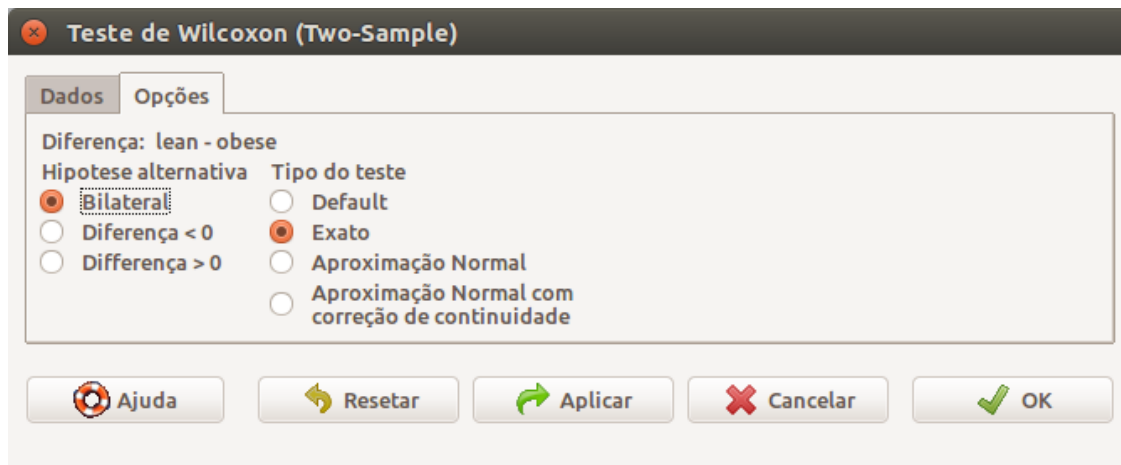 Teste de Wilcoxon (Two-Sample)
Dados Opções
Diferença: lean - obese
Hipotese alternativa Tipo do teste
Bilateral Default
Diferença < 0 Exato
Differença > 0 Aproximação Normal
Aproximação Normal com
correção de continuidade
Ajuda Resetar Aplicar Cancelar OK